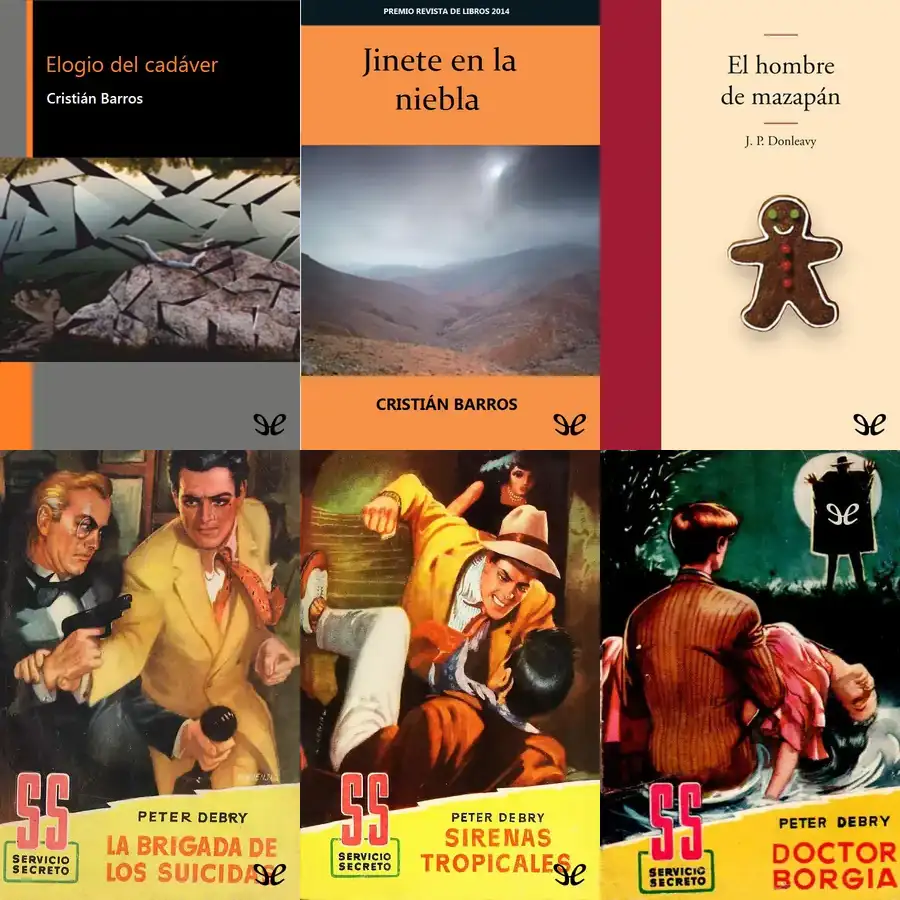 Elogio del cadáver
Cristián Barros
PREMIO REVISTA DE LIBROS 2014
Jinete en la
niebla
CRISTIÁN BARROS
El hombre
de mazapán
J. P. Donleavy
SS
SERVICIO
SECRETO
PETER DEBRY
LA BRIGADA DE
LOS SUICIDAS
SS
SERVICIO
SECRETO
PETER DEBRY
SIRENAS
TROPICALES
SS
SERVICIO
SECRETO
PETER DEBRY
DOCTOR
BORGIA